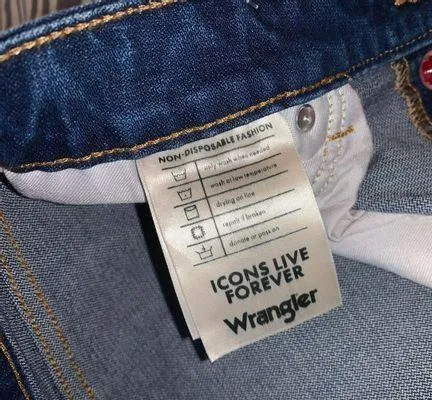 NON-DISPOSABLE FASHION
only wash when needed
wash at low temperature
drying on line
repair if broken
donate or pass on
ICONS LIVE
FOREVER
Wrangler